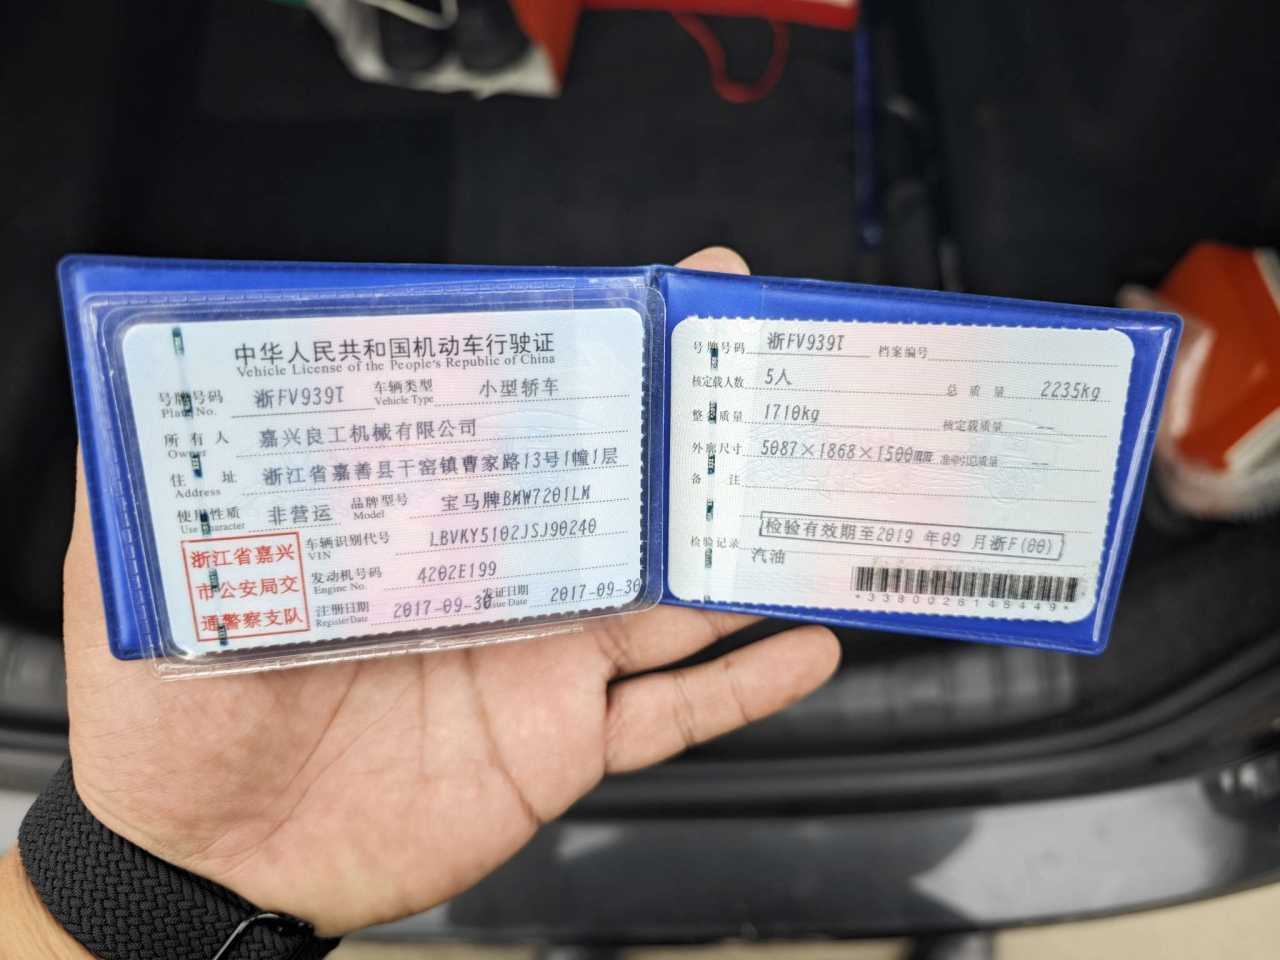 中华人民共和国机动车行驶证
Vehicle License of the People's Republic of China
号牌号码 浙FV939T 车辆类型 小型轿车
Plate No. Vehicle Type
所有人 嘉兴良工机械有限公司
Owner
住址 浙江省嘉善县干窑镇曹家路13号1幢1层
Address
使用性质 非营运 品牌型号 宝马牌BMW7201LM
Use Character Model
浙江省嘉兴
市公安局交
通警察支队
车辆识别代号 LBVKY5102JSJ90240
VIN
发动机号码 4202E199
Engine No.
注册日期 2017-09-30 发证日期 2017-09-30
Register Date Issue Date
号牌号码 浙FV939T 档案编号
核定载人数 5人 总质量 2235kg
整备质量 1710kg 核定载质量 --
外廓尺寸 5087×1868×1500mm 准牵引总质量 --
备注
检验记录 检验有效期至2019年09月浙F(00)
汽油
*3380026145449*